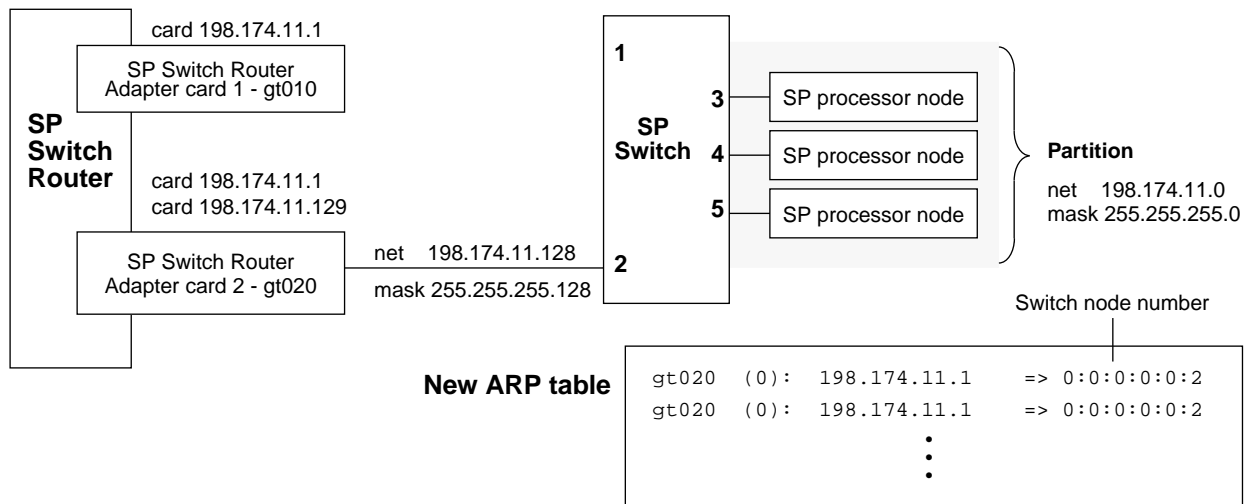 card 198.174.11.1
SP Switch Router
Adapter card 1 - gt010
SP
Switch
Router
card 198.174.11.1
card 198.174.11.129
SP Switch Router
Adapter card 2 - gt020
net 198.174.11.128
mask 255.255.255.128
1
SP
Switch
3
4
5
2
SP processor node
SP processor node
SP processor node
Partition
net 198.174.11.0
mask 255.255.255.0
Switch node number
New ARP table
gt020 (0): 198.174.11.1 => 0:0:0:0:0:2
gt020 (0): 198.174.11.1 => 0:0:0:0:0:2